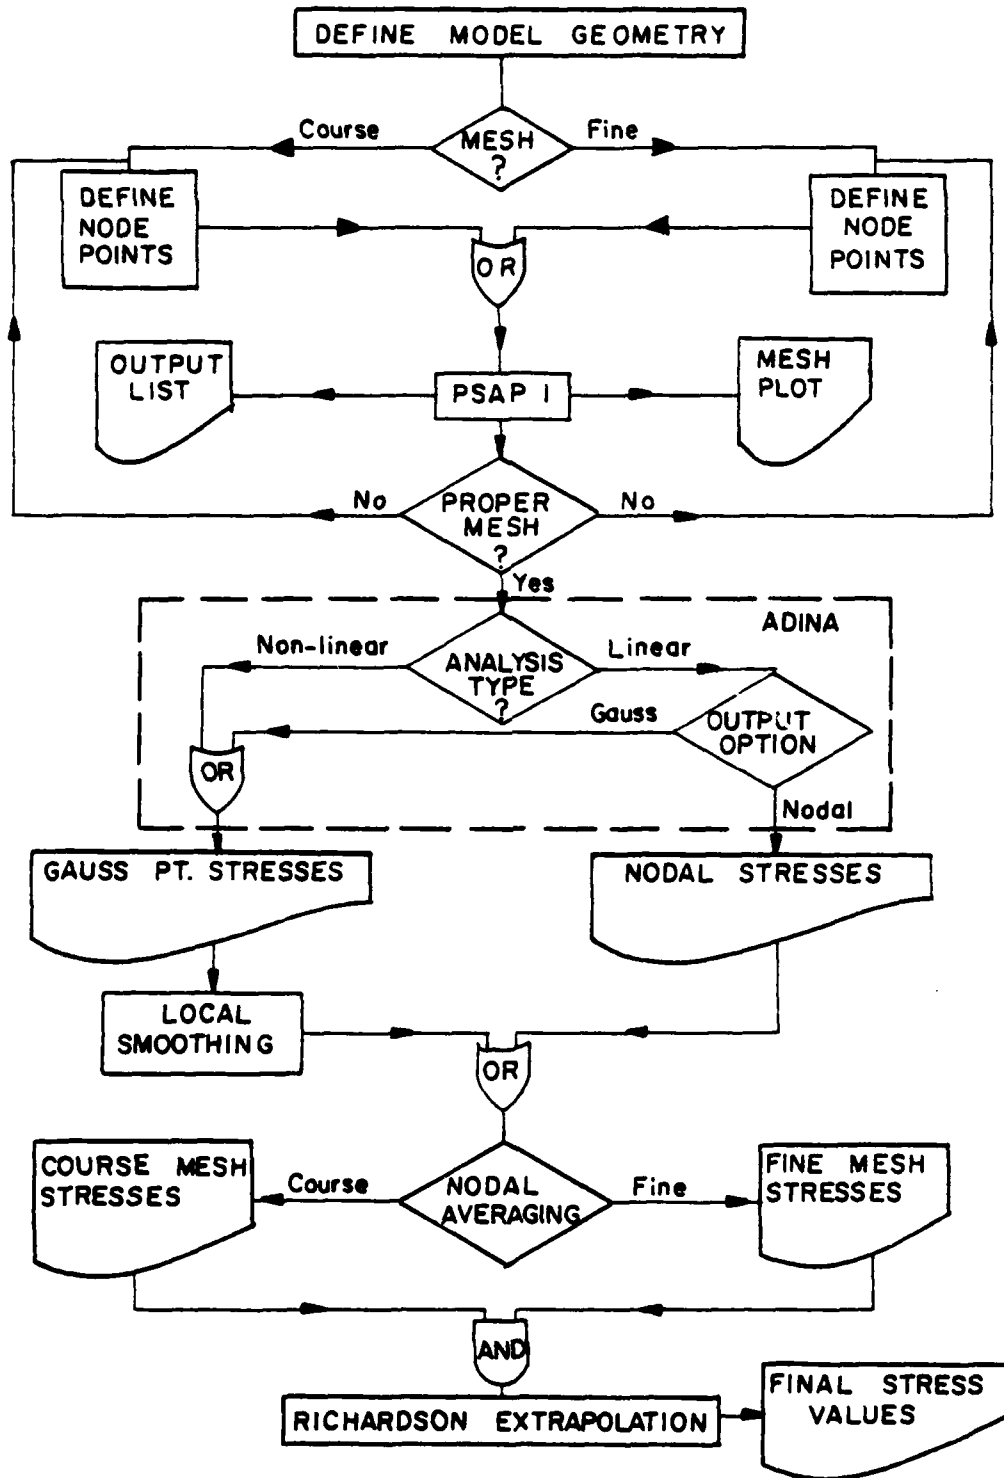 DEFINE MODEL GEOMETRY
Course
MESH
?
Fine
DEFINE
NODE
POINTS
DEFINE
NODE
POINTS
OR
OUTPUT
LIST
PSAP I
MESH
PLOT
No
PROPER
MESH
?
No
Yes
ADINA
Non-linear
ANALYSIS
TYPE
?
Linear
Gauss
OUTPUT
OPTION
OR
Nodal
GAUSS PT. STRESSES
NODAL STRESSES
LOCAL
SMOOTHING
OR
COURSE MESH
STRESSES
Course
NODAL
AVERAGING
Fine
FINE MESH
STRESSES
AND
RICHARDSON EXTRAPOLATION
FINAL STRESS
VALUES